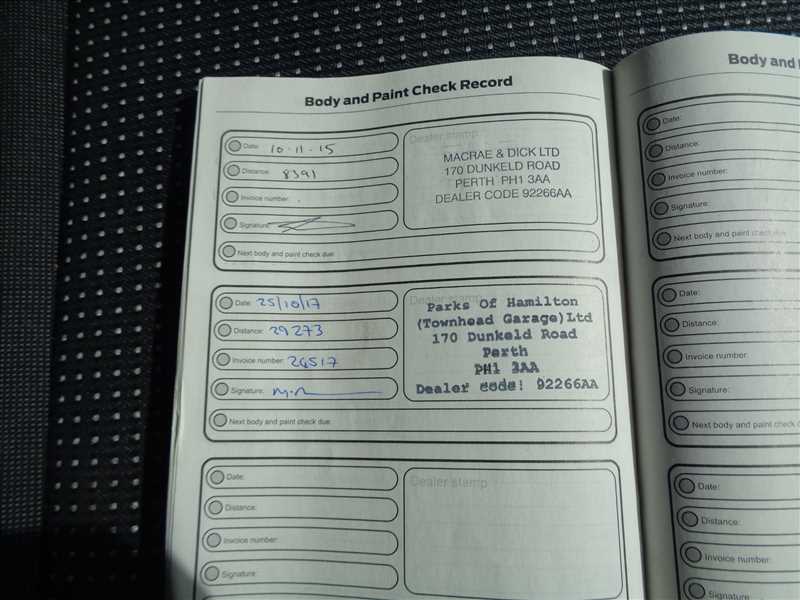 Body and Paint Check Record
Date: 10-11-15
Distance: 8391
Invoice number:
Signature:
Next body and paint check due:
Dealer stamp
MACRAE & DICK LTD
170 DUNKELD ROAD
PERTH PH1 3AA
DEALER CODE 92266AA
Date: 25/10/17
Distance: 29273
Invoice number: 26517
Signature:
Next body and paint check due:
Dealer stamp
Parks Of Hamilton
(Townhead Garage)Ltd
170 Dunkeld Road
Perth
PH1 3AA
Dealer code: 92266AA
Date:
Distance:
Invoice number:
Signature:
Dealer stamp
Body and
Date:
Distance:
Invoice number:
Signature:
Next body and paint check due
Date:
Distance:
Invoice number:
Signature:
Next body and paint check
Date:
Distance:
Invoice number:
Signature: